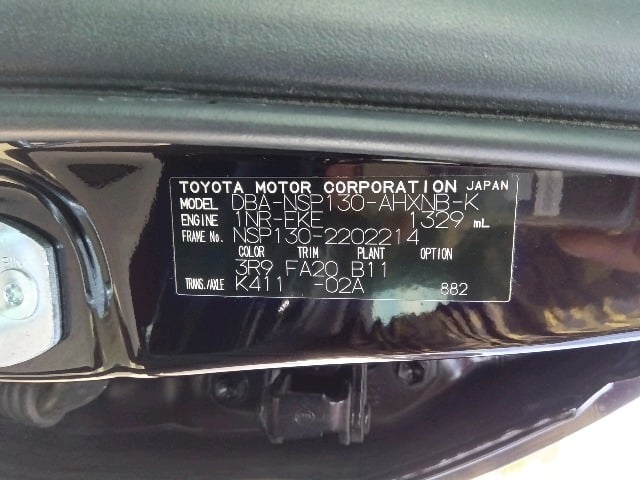 TOYOTA MOTOR CORPORATION JAPAN
MODEL DBA-NSP130-AHXNB-K
ENGINE 1NR-FKE 1329 mL
FRAME No. NSP130-2202214
COLOR TRIM PLANT OPTION
3R9 FA20 B11
TRANS./AXLE K411 -02A 882